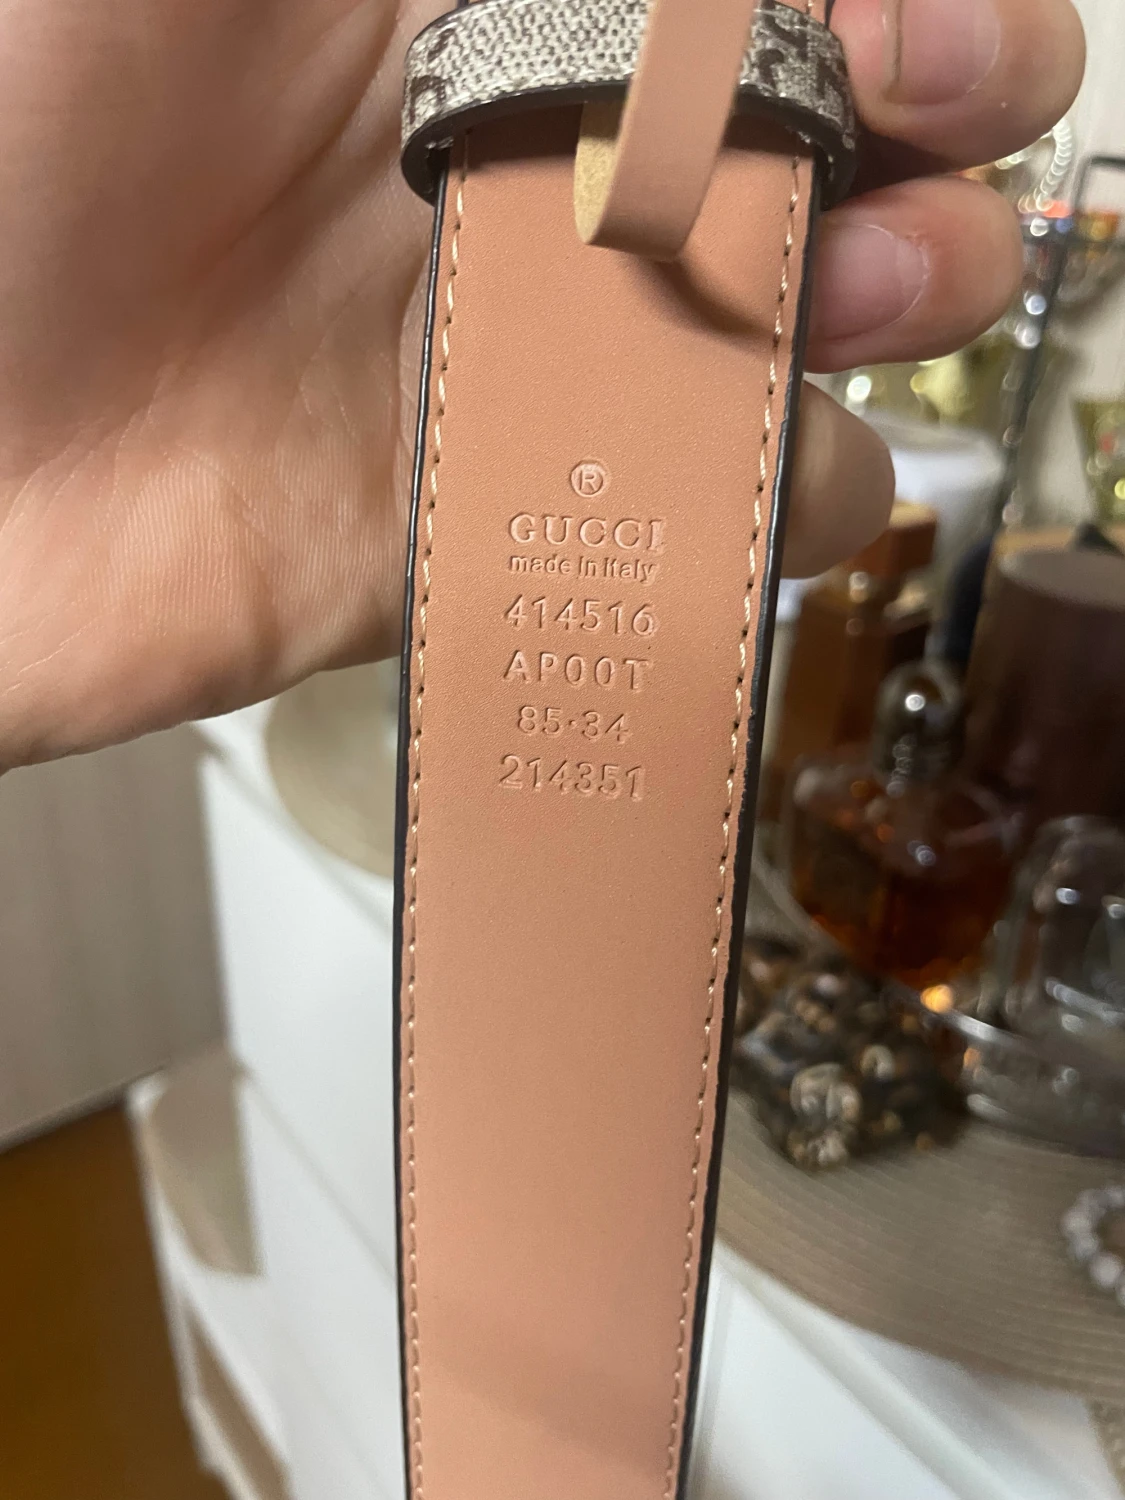 ®
GUCCI
made in Italy
414516
AP00T
85·34
214351